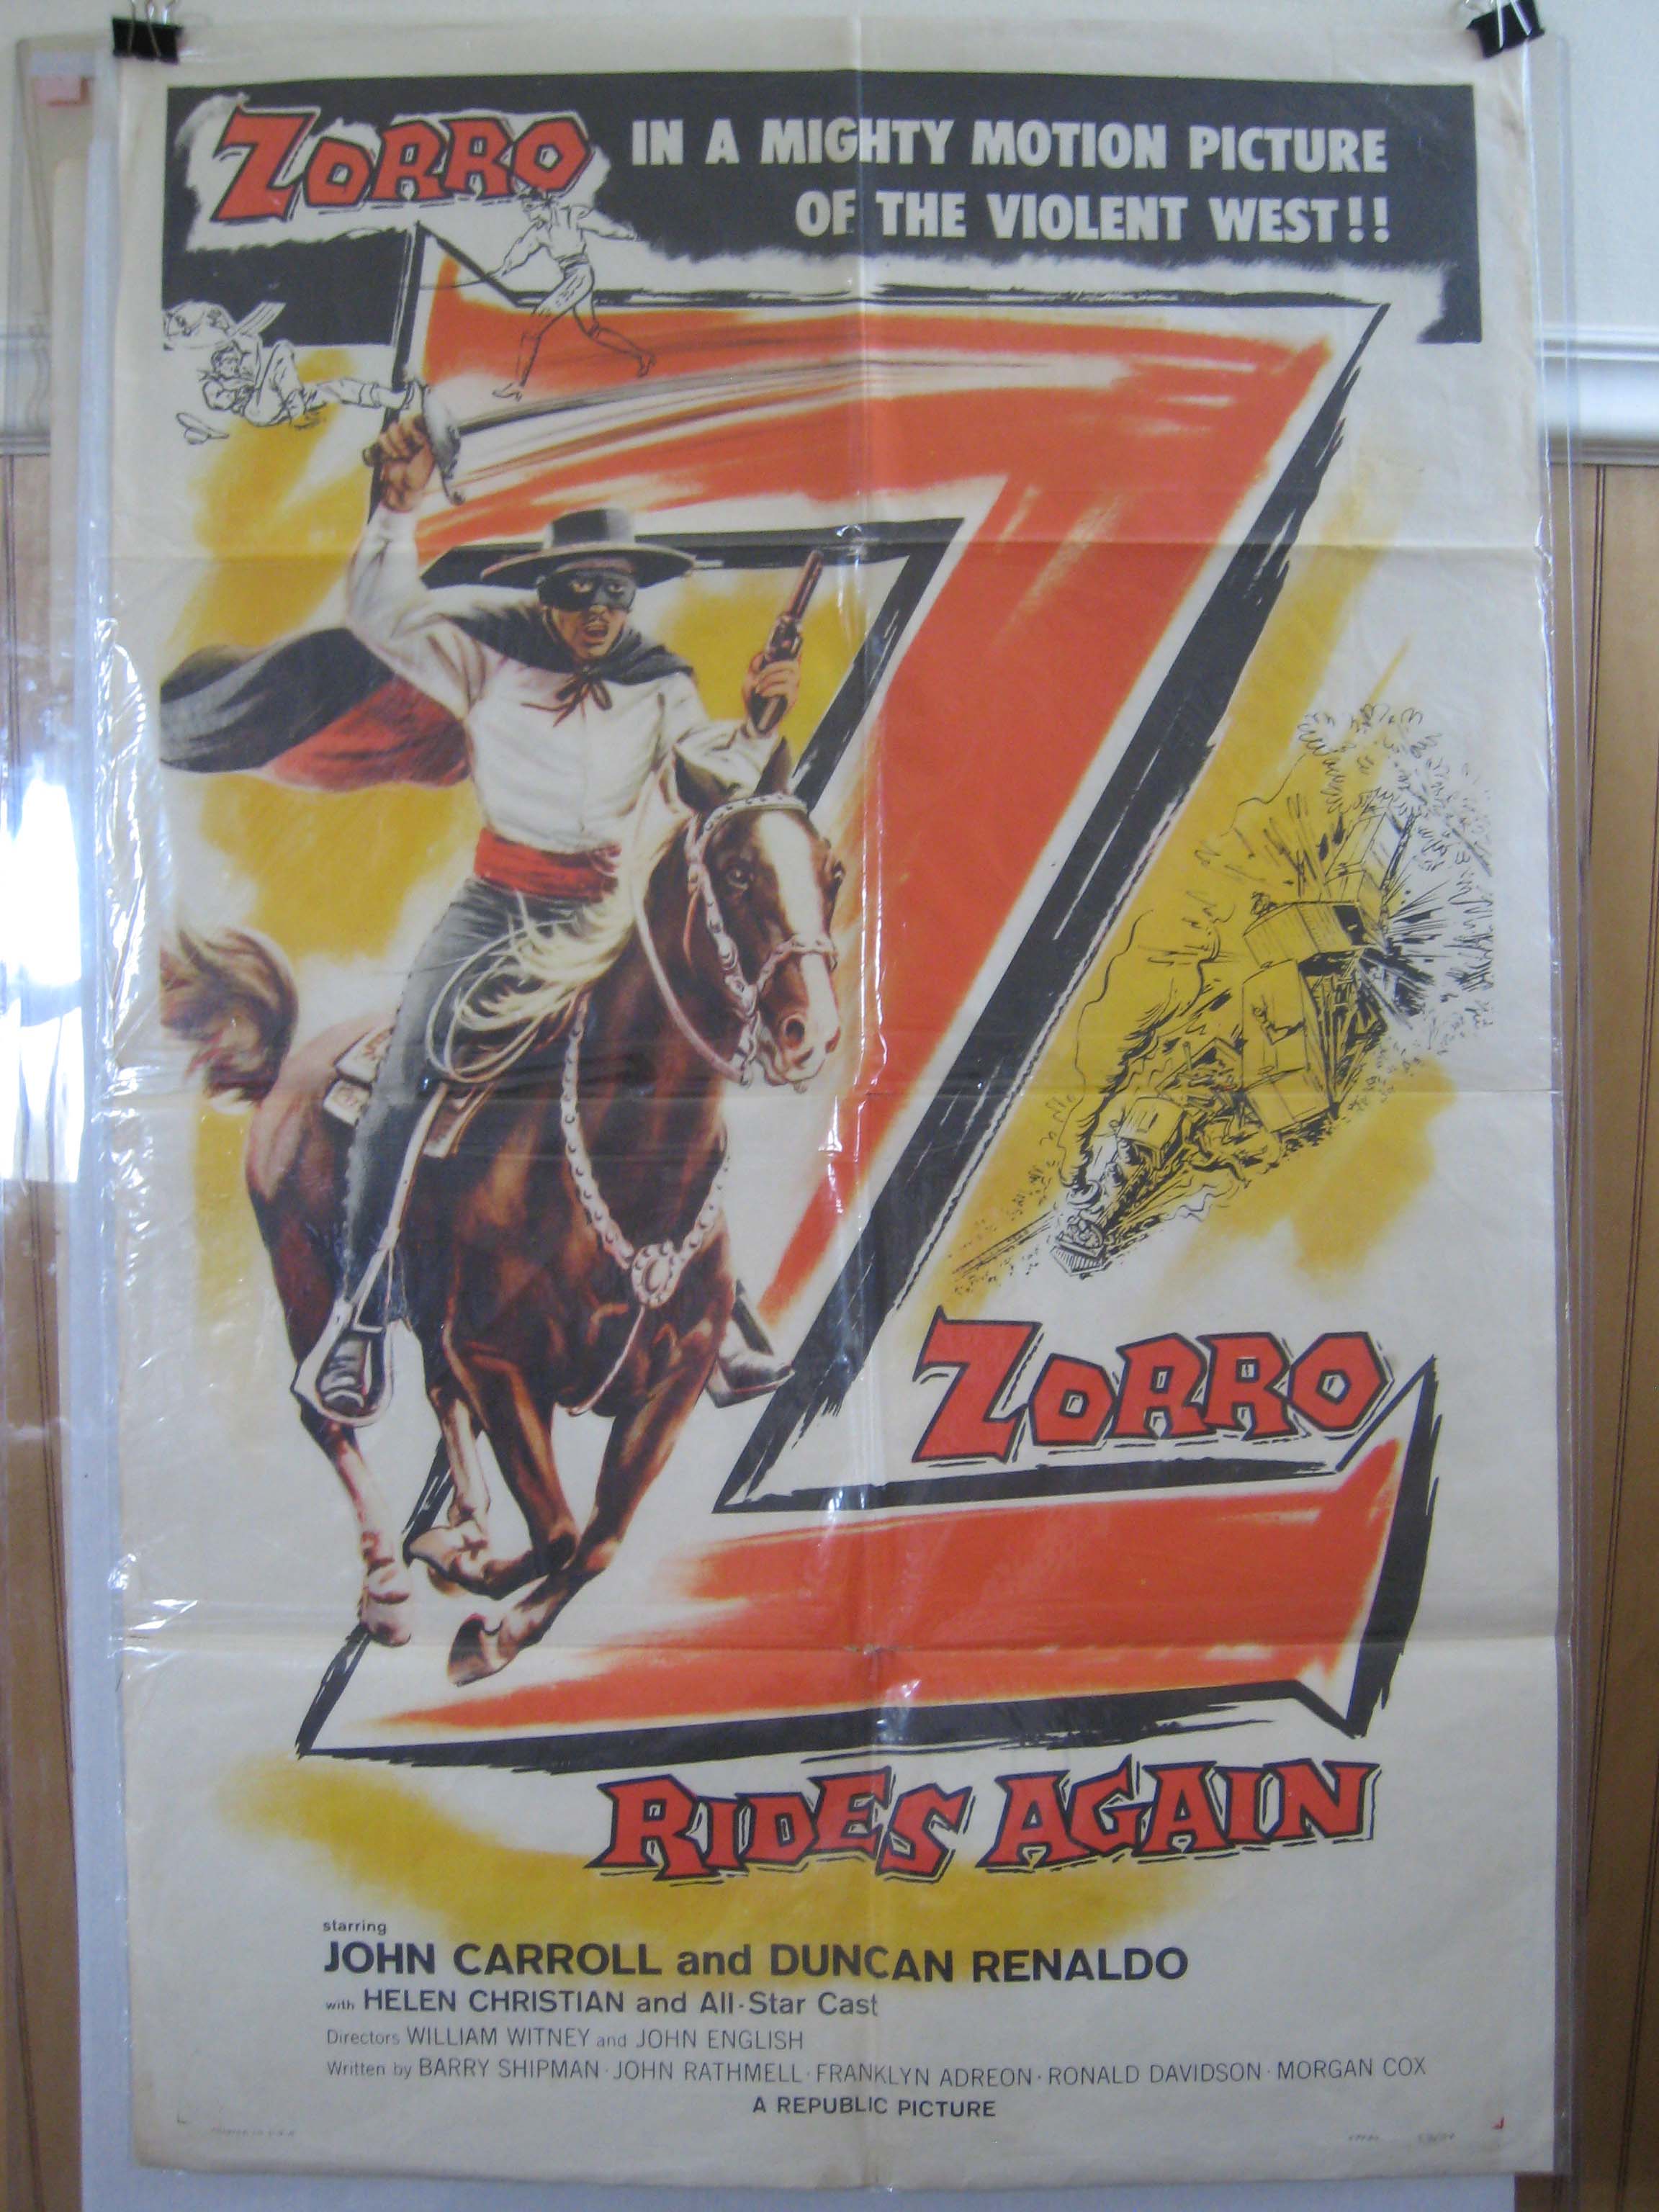 ZORRO IN A MIGHTY MOTION PICTURE
OF THE VIOLENT WEST!!
Z
ZORRO
RIDES AGAIN
starring
JOHN CARROLL and DUNCAN RENALDO
with HELEN CHRISTIAN and All-Star Cast
Directors WILLIAM WITNEY and JOHN ENGLISH
Written by BARRY SHIPMAN · JOHN RATHMELL · FRANKLYN ADREON · RONALD DAVIDSON · MORGAN COX
A REPUBLIC PICTURE